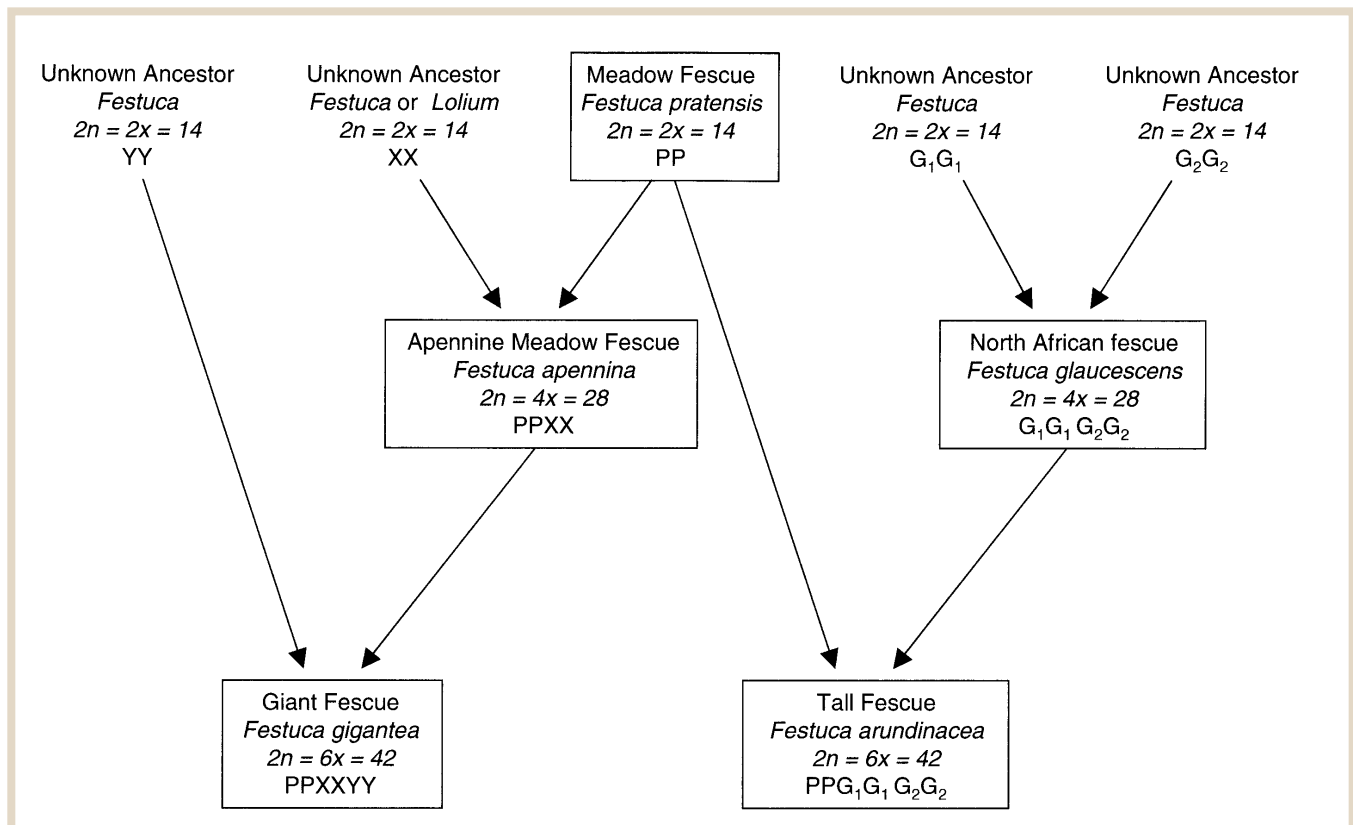 Unknown Ancestor
Festuca
2n = 2x = 14
YY
Unknown Ancestor
Festuca or Lolium
2n = 2x = 14
XX
Meadow Fescue
Festuca pratensis
2n = 2x = 14
PP
Unknown Ancestor
Festuca
2n = 2x = 14
G₁G₁
Unknown Ancestor
Festuca
2n = 2x = 14
G₂G₂
Apennine Meadow Fescue
Festuca apennina
2n = 4x = 28
PPXX
North African fescue
Festuca glaucescens
2n = 4x = 28
G₁G₁ G₂G₂
Giant Fescue
Festuca gigantea
2n = 6x = 42
PPXXYY
Tall Fescue
Festuca arundinacea
2n = 6x = 42
PPG₁G₁ G₂G₂